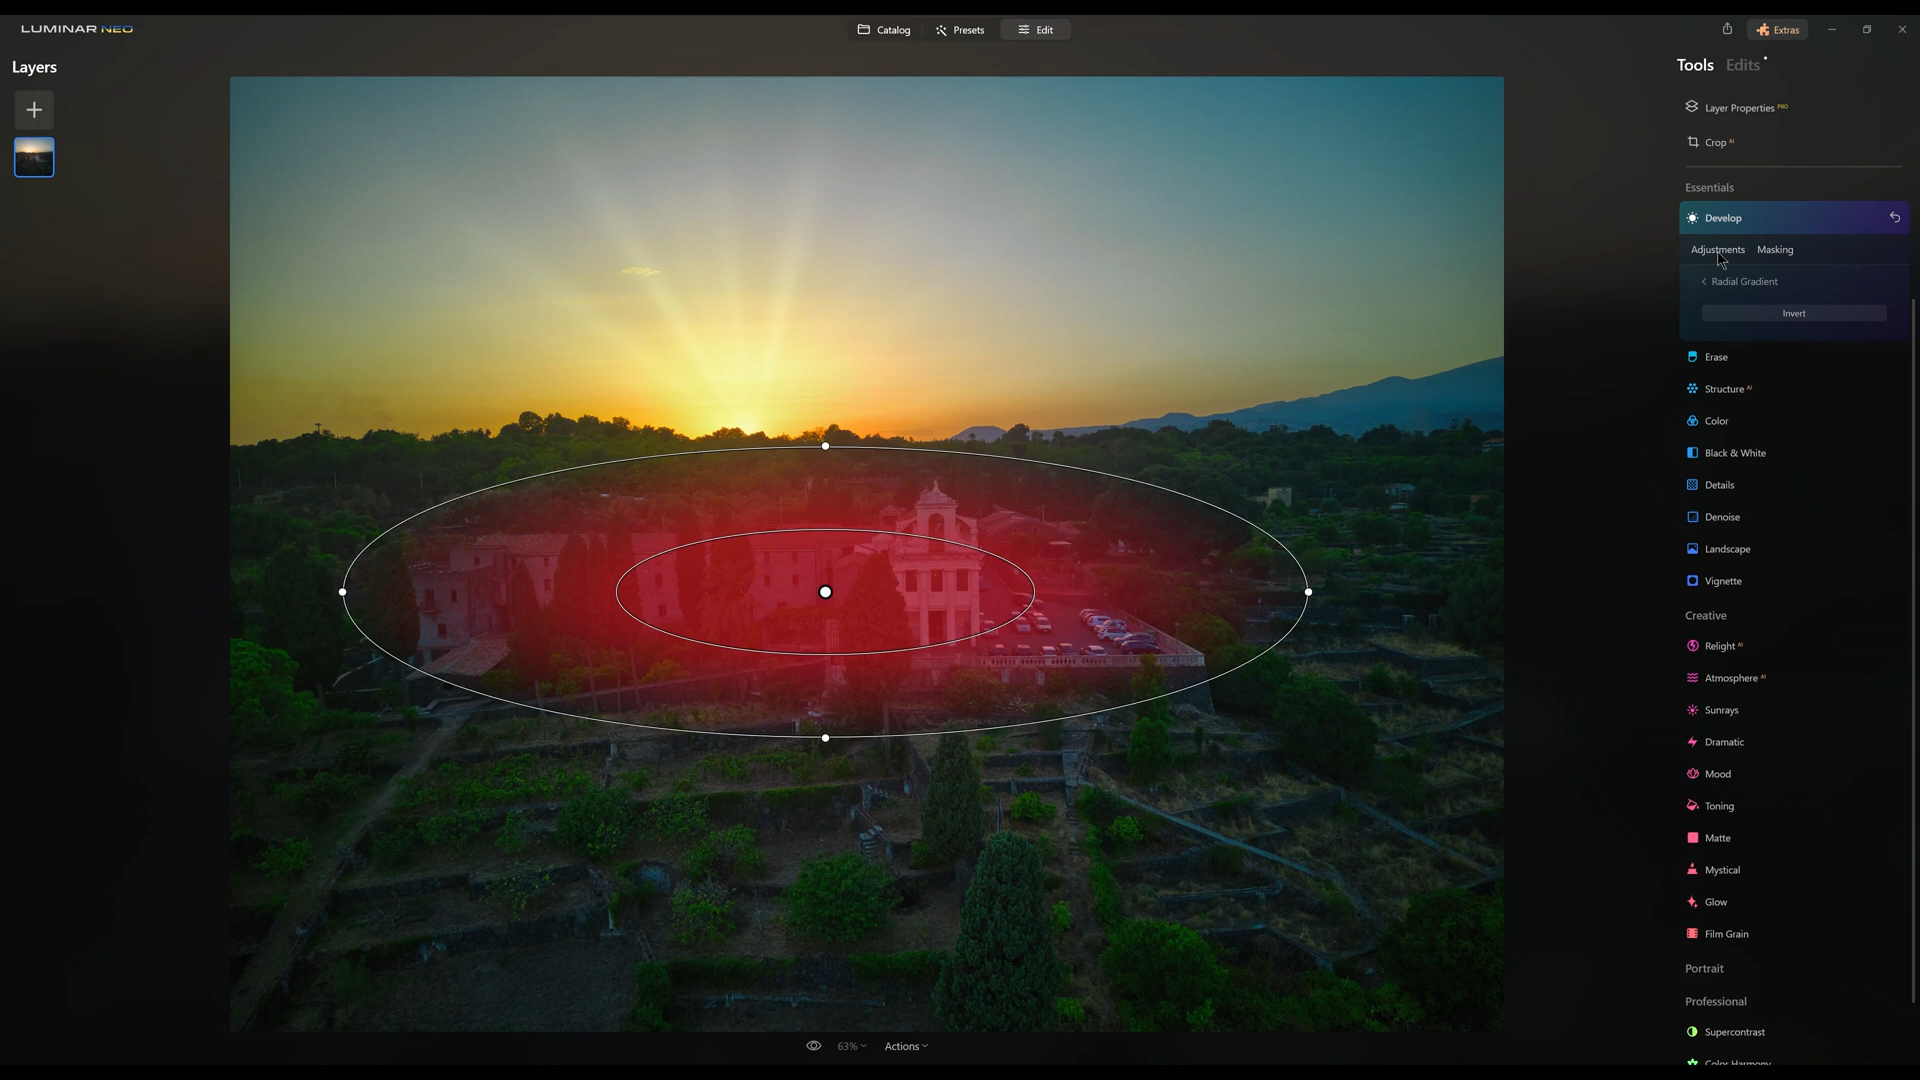 LUMINAR NEO
Catalog
Presets
Edit
Extras
Layers
Tools Edits
Layer Properties PRO
Crop AI
Essentials
Develop
Adjustments Masking
Radial Gradient
Invert
Erase
Structure AI
Color
Black & White
Details
Denoise
Landscape
Vignette
Creative
Relight AI
Atmosphere AI
Sunrays
Dramatic
Mood
Toning
Matte
Mystical
Glow
Film Grain
Portrait
Professional
Supercontrast
Color Harmony
63%
Actions